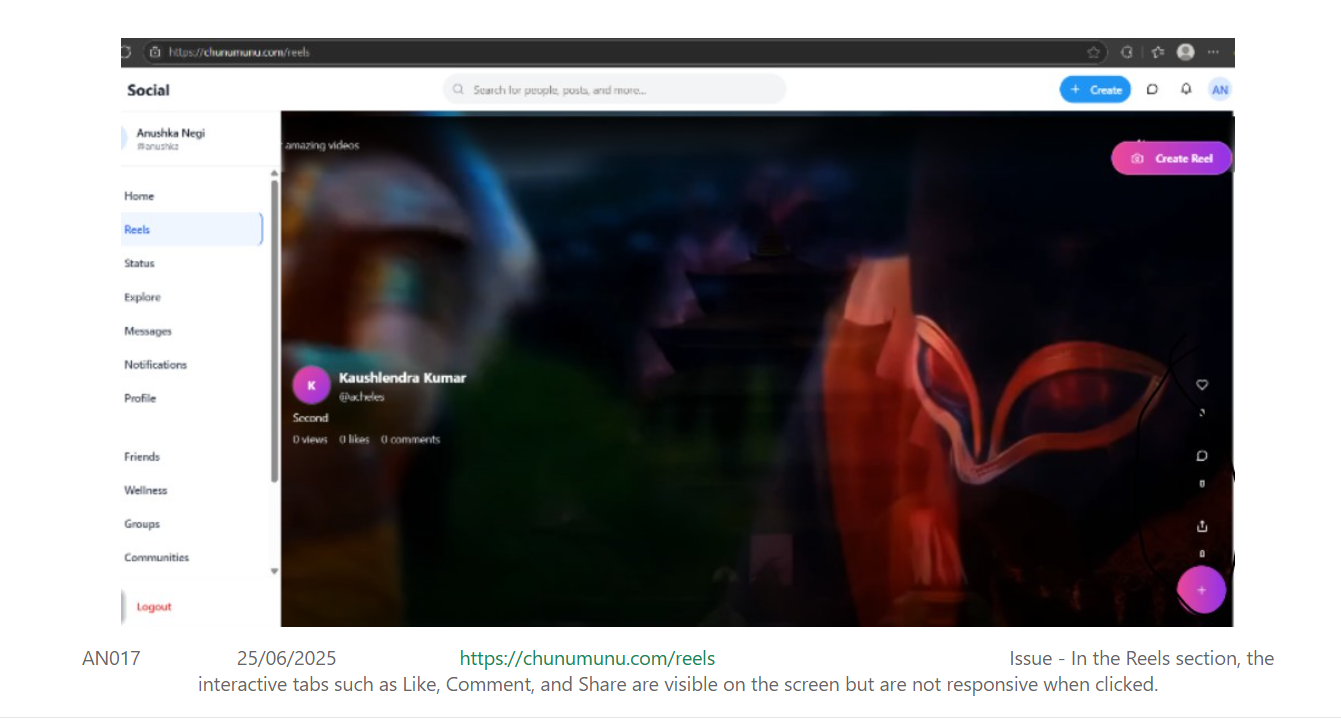 https://chunumunu.com/reels
Social
Search for people, posts, and more...
+ Create
AN
Anushka Negi
@anushka
amazing videos
Create Reel
Home
Reels
Status
Explore
Messages
Notifications
Profile
Friends
Wellness
Groups
Communities
Logout
K
Kaushlendra Kumar
@acheles
Second
0 views 0 likes 0 comments
0
0
+
AN017 25/06/2025 https://chunumunu.com/reels Issue - In the Reels section, the
interactive tabs such as Like, Comment, and Share are visible on the screen but are not responsive when clicked.